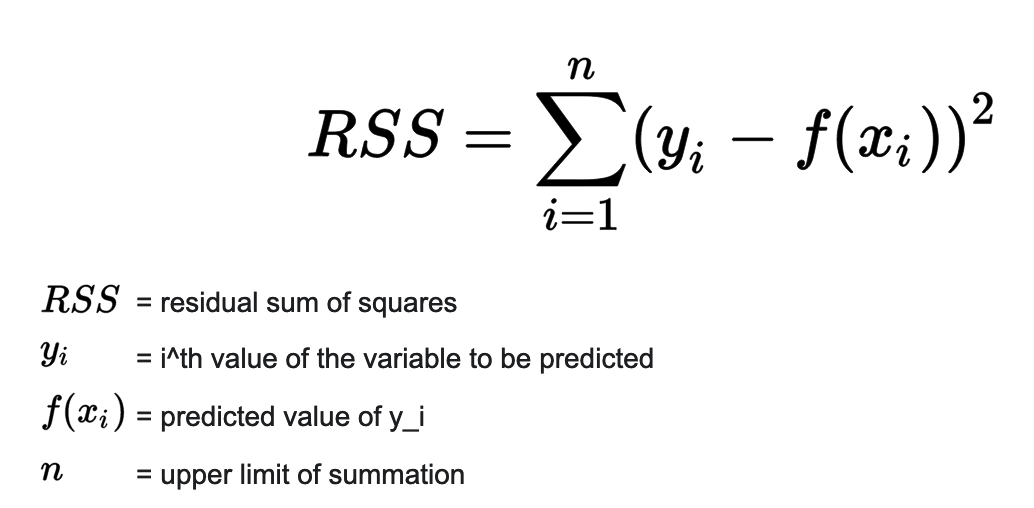 RSS = ∑_{i=1}^{n} (y_i − f(x_i))^2
RSS = residual sum of squares
y_i = i^th value of the variable to be predicted
f(x_i) = predicted value of y_i
n = upper limit of summation